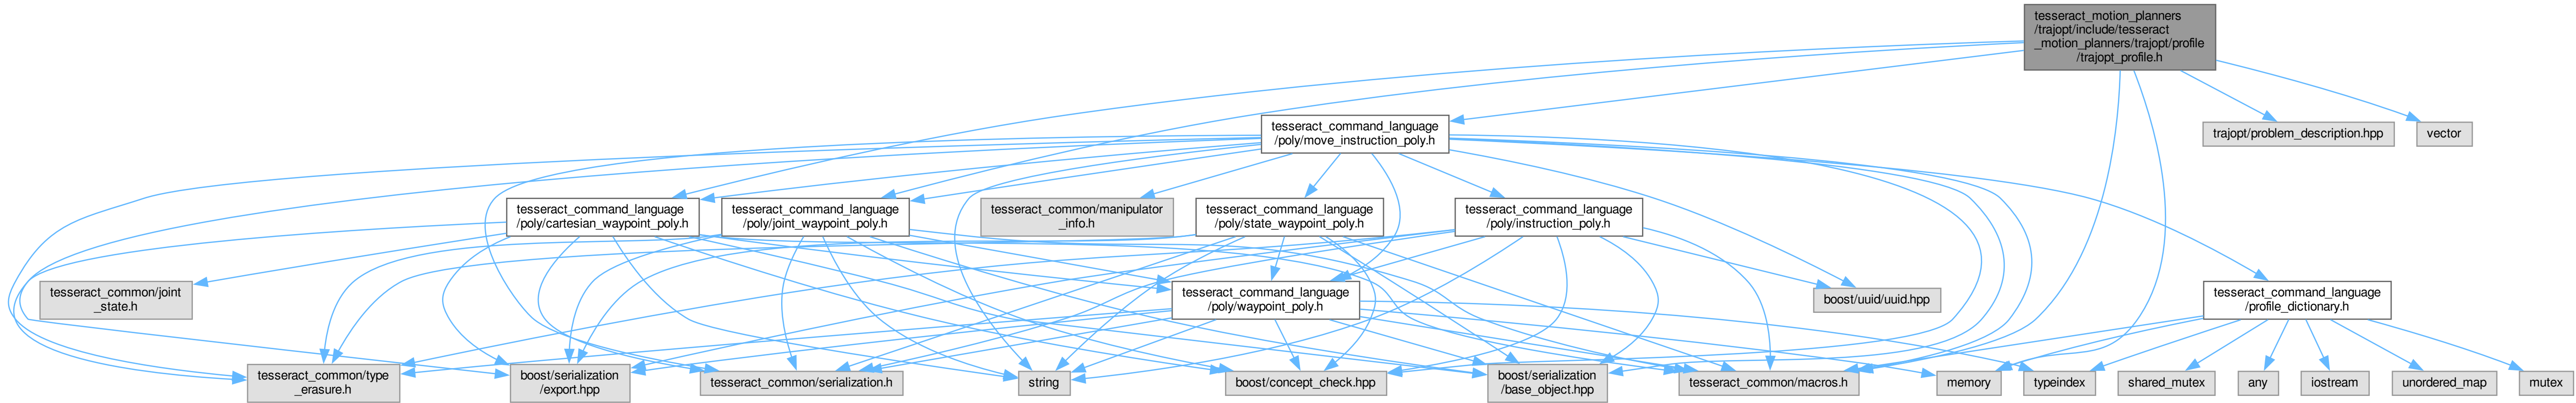 tesseract_motion_planners
/trajopt/include/tesseract
_motion_planners/trajopt/profile
/trajopt_profile.h
tesseract_command_language
/poly/move_instruction_poly.h
trajopt/problem_description.hpp
vector
tesseract_command_language
/poly/cartesian_waypoint_poly.h
tesseract_command_language
/poly/joint_waypoint_poly.h
tesseract_common/manipulator
_info.h
tesseract_command_language
/poly/state_waypoint_poly.h
tesseract_command_language
/poly/instruction_poly.h
tesseract_common/joint
_state.h
tesseract_command_language
/poly/waypoint_poly.h
boost/uuid/uuid.hpp
tesseract_command_language
/profile_dictionary.h
tesseract_common/type
_erasure.h
boost/serialization
/export.hpp
tesseract_common/serialization.h
string
boost/concept_check.hpp
boost/serialization
/base_object.hpp
tesseract_common/macros.h
memory
typeindex
shared_mutex
any
iostream
unordered_map
mutex